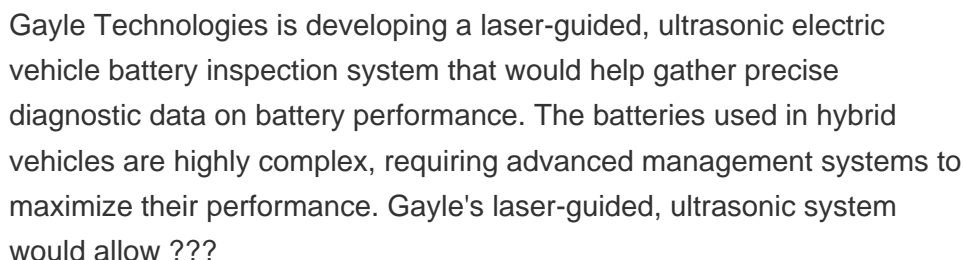 Gayle Technologies is developing a laser-guided, ultrasonic electric
vehicle battery inspection system that would help gather precise
diagnostic data on battery performance. The batteries used in hybrid
vehicles are highly complex, requiring advanced management systems to
maximize their performance. Gayle's laser-guided, ultrasonic system
would allow ???